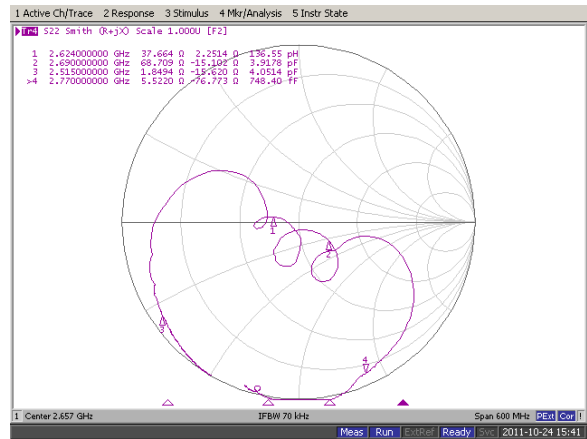 1 Active Ch/Trace 2 Response 3 Stimulus 4 Mkr/Analysis 5 Instr State
Tr4 S22 Smith (R+jX) Scale 1.000U [F2]
1 2.6240000000 GHz 37.664 Ω 2.2514 Ω 136.55 pH
2 2.6900000000 GHz 68.709 Ω -15.102 Ω 3.9178 pF
3 2.5150000000 GHz 1.8494 Ω -15.620 Ω 4.0514 pF
>4 2.7700000000 GHz 5.5220 Ω -76.773 Ω 748.40 fF
1
2
3
4
1 Center 2.657 GHz IFBW 70 kHz Span 600 MHz PExt Cor !
Meas Run ExtRef Ready Svc 2011-10-24 15:41